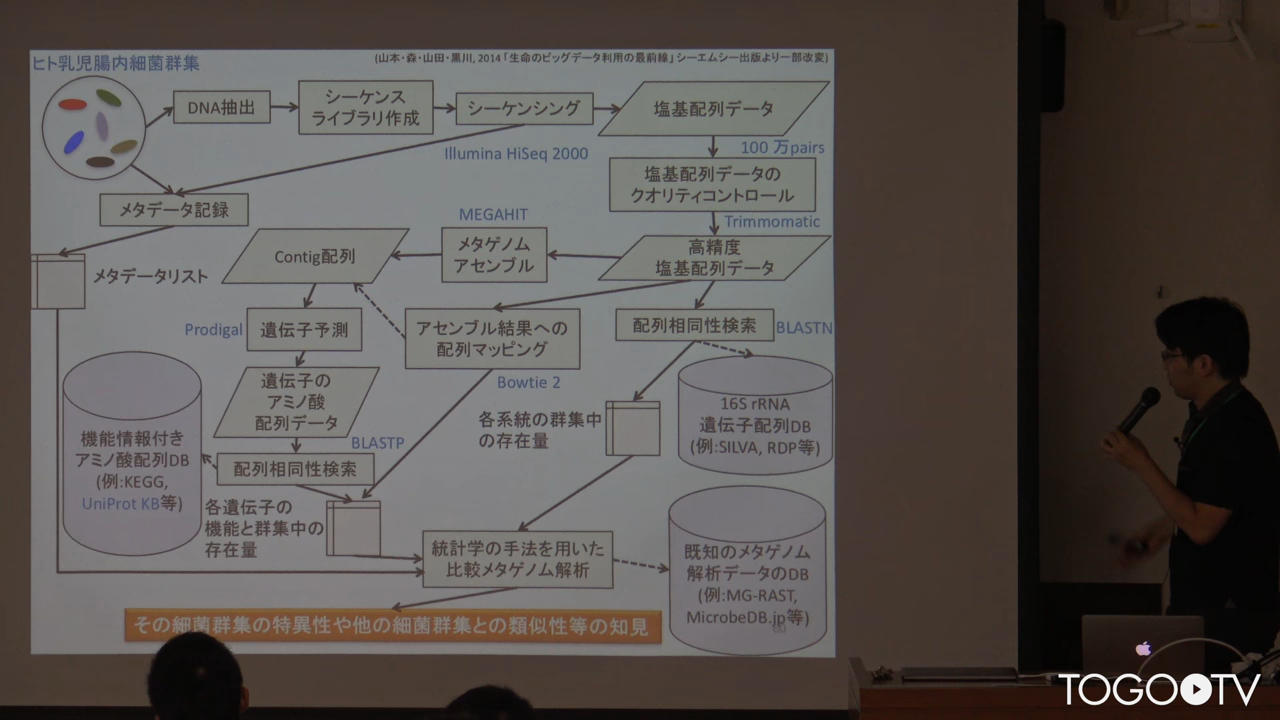 ヒト乳児腸内細菌群集
(山本・森・山田・黒川, 2014「生命のビッグデータ利用の最前線」シーエムシー出版より一部改変)
DNA抽出
シーケンス
ライブラリ作成
シーケンシング
塩基配列データ
Illumina HiSeq 2000
100 万pairs
塩基配列データの
クオリティコントロール
メタデータ記録
Trimmomatic
MEGAHIT
高精度
塩基配列データ
メタゲノム
アセンブル
Contig配列
メタデータリスト
Prodigal
遺伝子予測
アセンブル結果への
配列マッピング
Bowtie 2
配列相同性検索
BLASTN
遺伝子の
アミノ酸
配列データ
BLASTP
各系統の群集中
の存在量
16S rRNA
遺伝子配列DB
(例:SILVA, RDP等)
機能情報付き
アミノ酸配列DB
(例:KEGG,
UniProt KB等)
配列相同性検索
各遺伝子の
機能と群集中の
存在量
統計学の手法を用いた
比較メタゲノム解析
既知のメタゲノム
解析データのDB
(例:MG-RAST,
MicrobeDB.jp等)
その細菌群集の特異性や他の細菌群集との類似性等の知見
TOGO TV